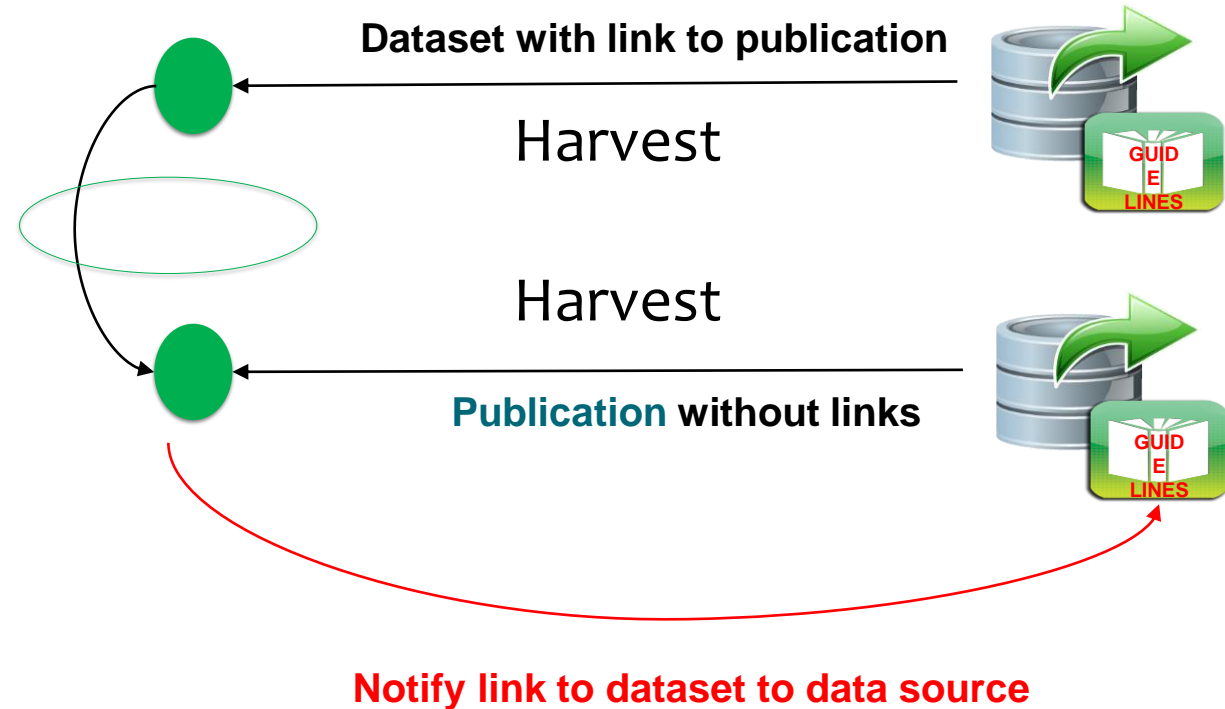 Dataset with link to publication
Harvest
GUID
E
LINES
Harvest
Publication without links
GUID
E
LINES
Notify link to dataset to data source